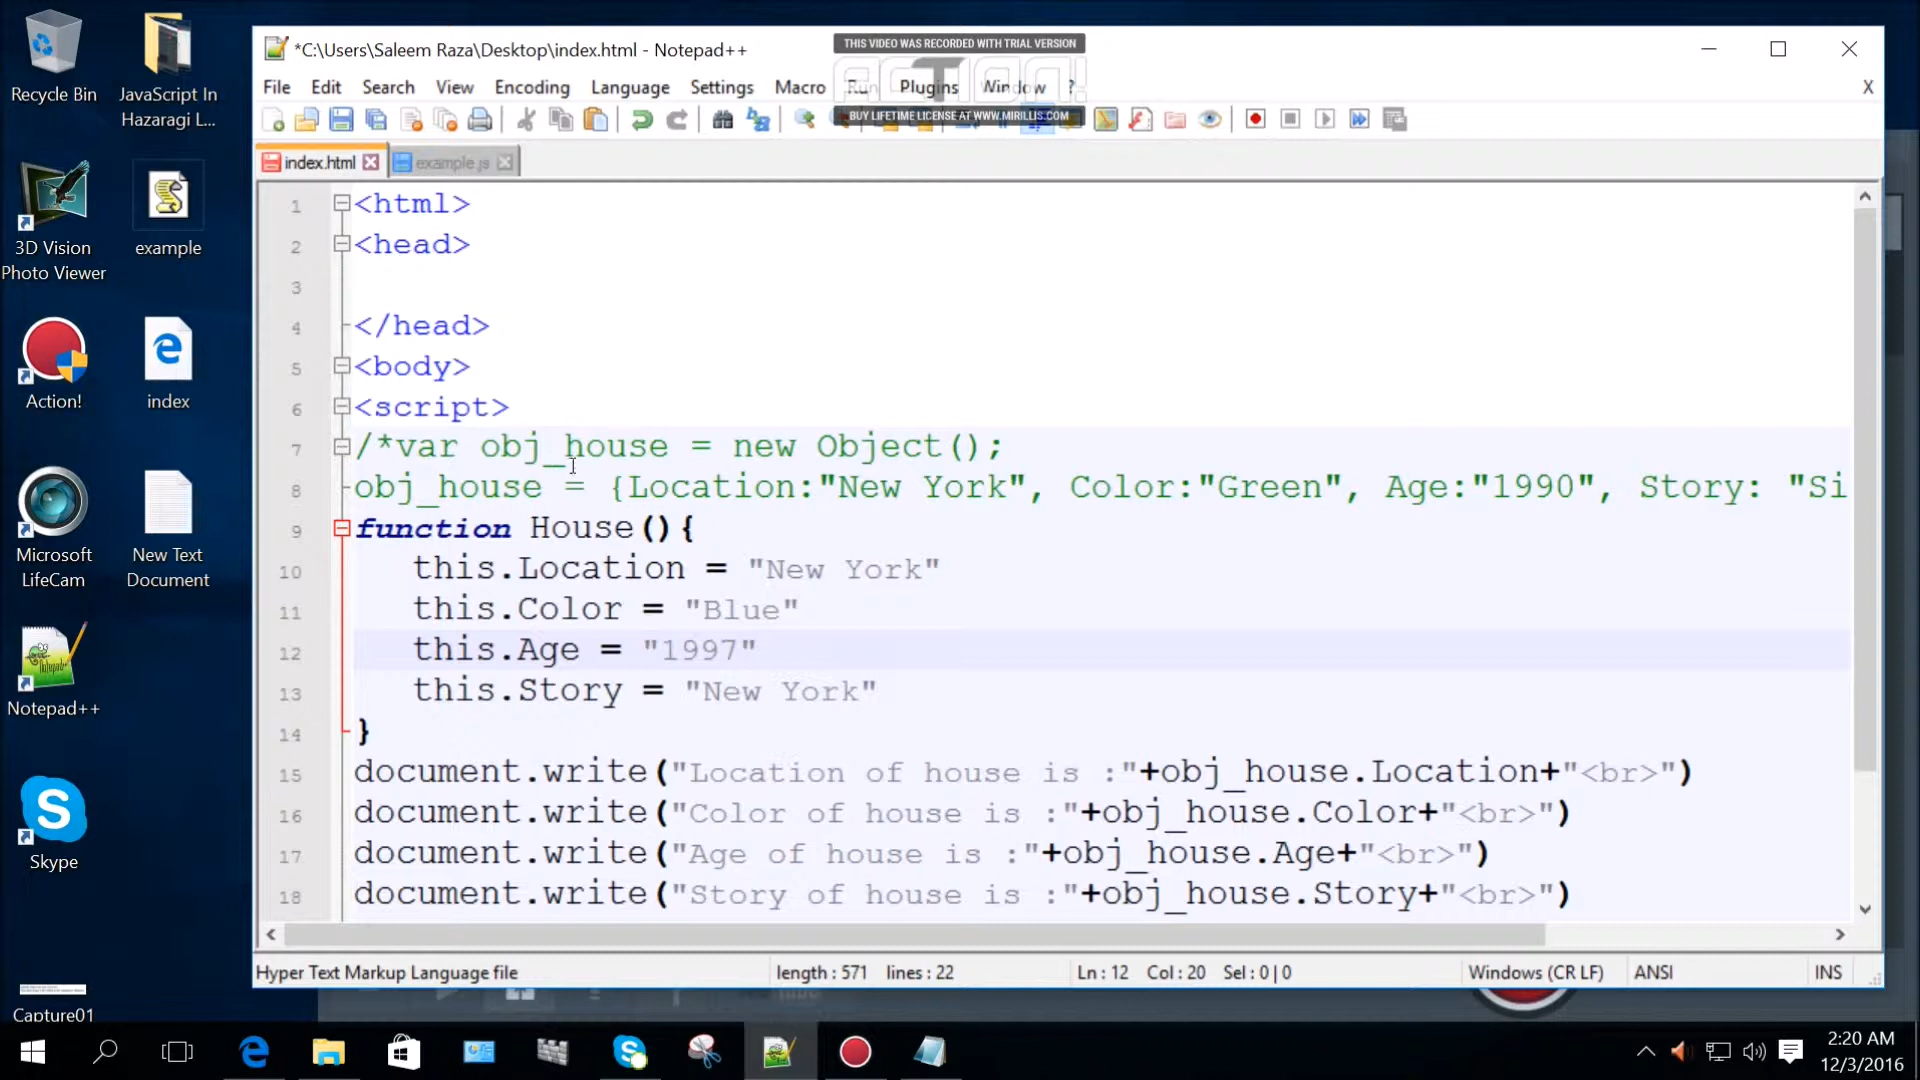 Recycle Bin
JavaScript In
Hazaragi L...
3D Vision
Photo Viewer
example
Action!
index
Microsoft
LifeCam
New Text
Document
Notepad++
Skype
Capture01
*C:\Users\Saleem Raza\Desktop\index.html - Notepad++
THIS VIDEO WAS RECORDED WITH TRIAL VERSION
ACTION!
BUY LIFETIME LICENSE AT WWW.MIRILLIS.COM
File Edit Search View Encoding Language Settings Macro Run Plugins Window ? X
index.html example.js
1 <html>
2 <head>
3
4 </head>
5 <body>
6 <script>
7 /*var obj_house = new Object();
8 obj_house = {Location:"New York", Color:"Green", Age:"1990", Story: "Si
9 function House(){
10 this.Location = "New York"
11 this.Color = "Blue"
12 this.Age = "1997"
13 this.Story = "New York"
14 }
15 document.write("Location of house is :"+obj_house.Location+"<br>")
16 document.write("Color of house is :"+obj_house.Color+"<br>")
17 document.write("Age of house is :"+obj_house.Age+"<br>")
18 document.write("Story of house is :"+obj_house.Story+"<br>")
Hyper Text Markup Language file length : 571 lines : 22 Ln : 12 Col : 20 Sel : 0 | 0 Windows (CR LF) ANSI INS
2:20 AM
12/3/2016